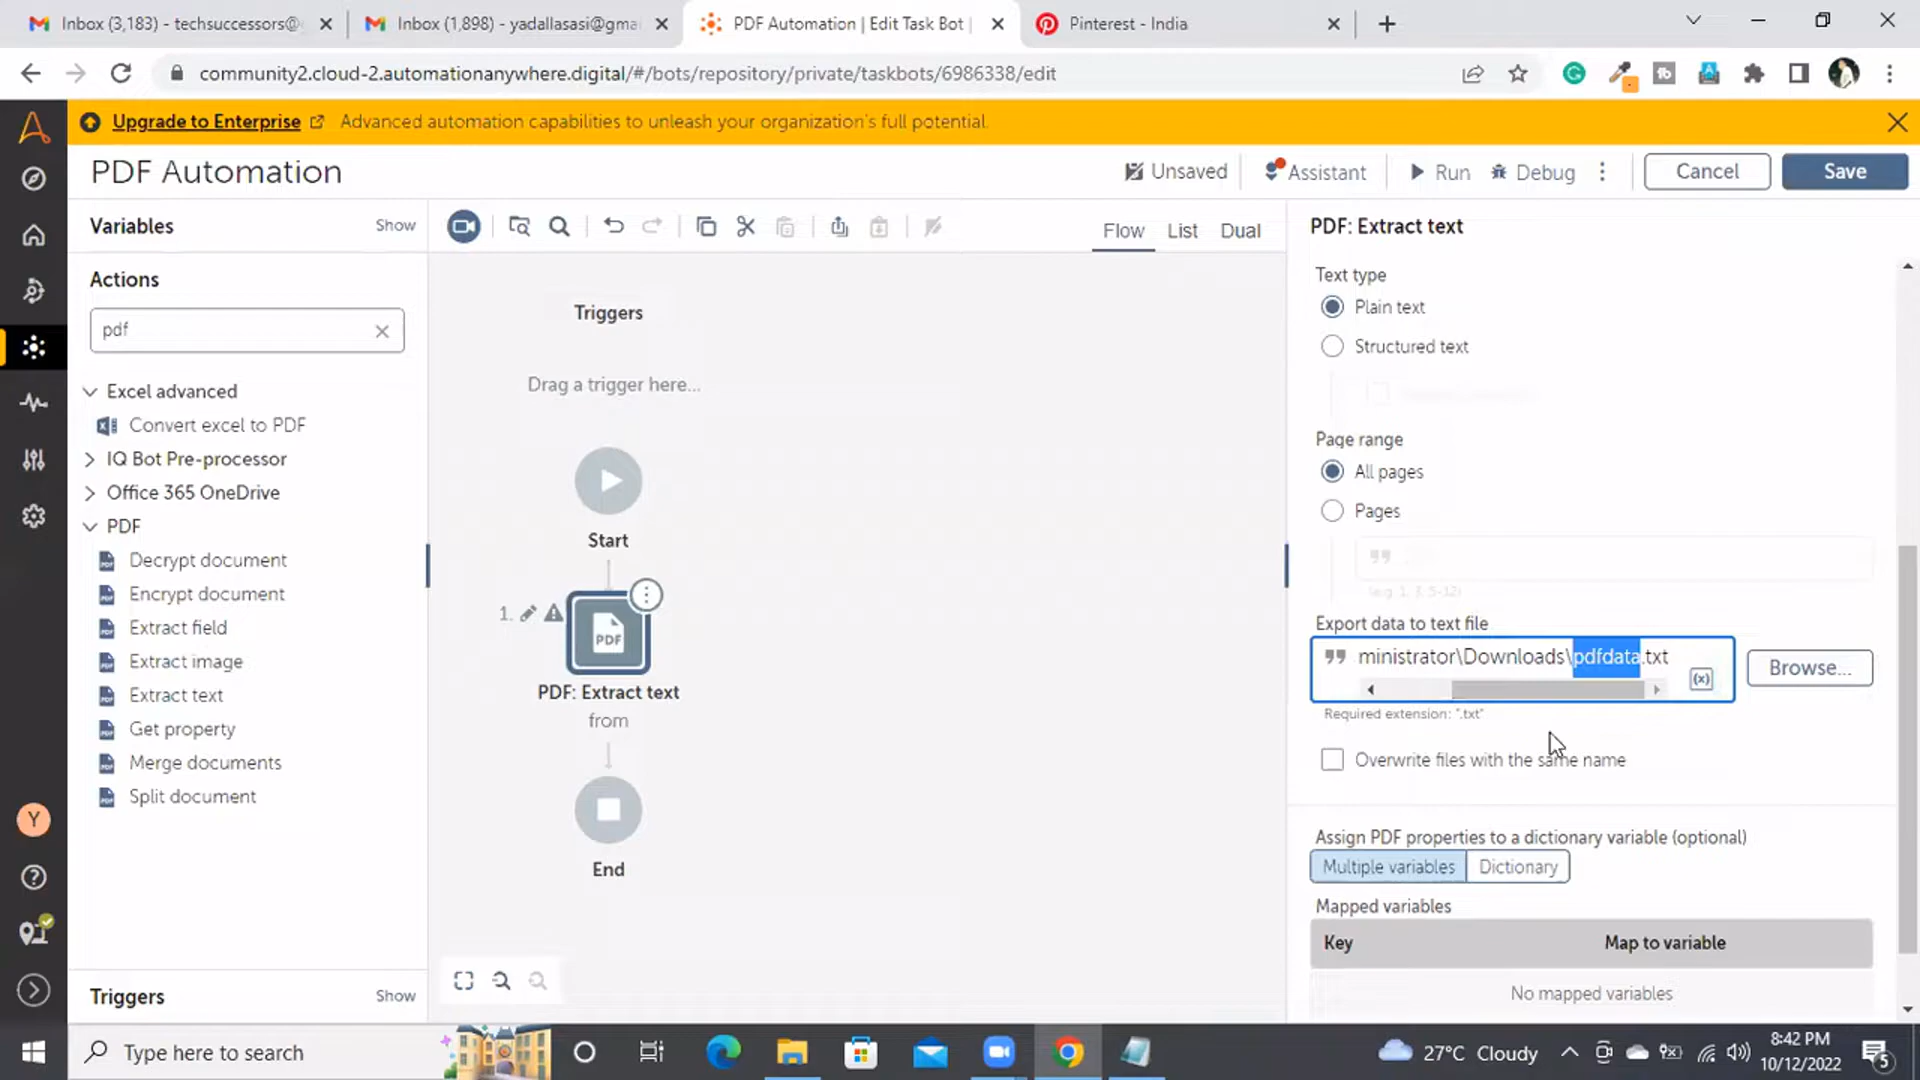 Inbox (3,183) - techsuccessors@
Inbox (1,898) - yadallasasi@gma
PDF Automation | Edit Task Bot |
Pinterest - India
community2.cloud-2.automationanywhere.digital/#/bots/repository/private/taskbots/6986338/edit
Upgrade to Enterprise Advanced automation capabilities to unleash your organization's full potential.
PDF Automation
Unsaved
Assistant
Run
Debug
Cancel
Save
Variables
Show
Flow
List
Dual
PDF: Extract text
Actions
pdf
Excel advanced
Convert excel to PDF
IQ Bot Pre-processor
Office 365 OneDrive
PDF
Decrypt document
Encrypt document
Extract field
Extract image
Extract text
Get property
Merge documents
Split document
Triggers
Show
Triggers
Drag a trigger here...
Start
1.
PDF
PDF: Extract text
from
End
Text type
Plain text
Structured text
Page range
All pages
Pages
(e.g. 1, 3, 5-12)
Export data to text file
ministrator\Downloads\pdfdata.txt
(x)
Browse...
Required extension: ".txt"
Overwrite files with the same name
Assign PDF properties to a dictionary variable (optional)
Multiple variables
Dictionary
Mapped variables
Key
Map to variable
No mapped variables
Y
Type here to search
27°C Cloudy
8:42 PM
10/12/2022
5